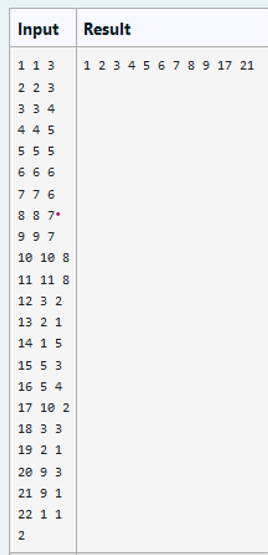 Input Result
1 1 3 1 2 3 4 5 6 7 8 9 17 21
2 2 3
3 3 4
4 4 5
5 5 5
6 6 6
7 7 6
8 8 7
9 9 7
10 10 8
11 11 8
12 3 2
13 2 1
14 1 5
15 5 3
16 5 4
17 10 2
18 3 3
19 2 1
20 9 3
21 9 1
22 1 1
2